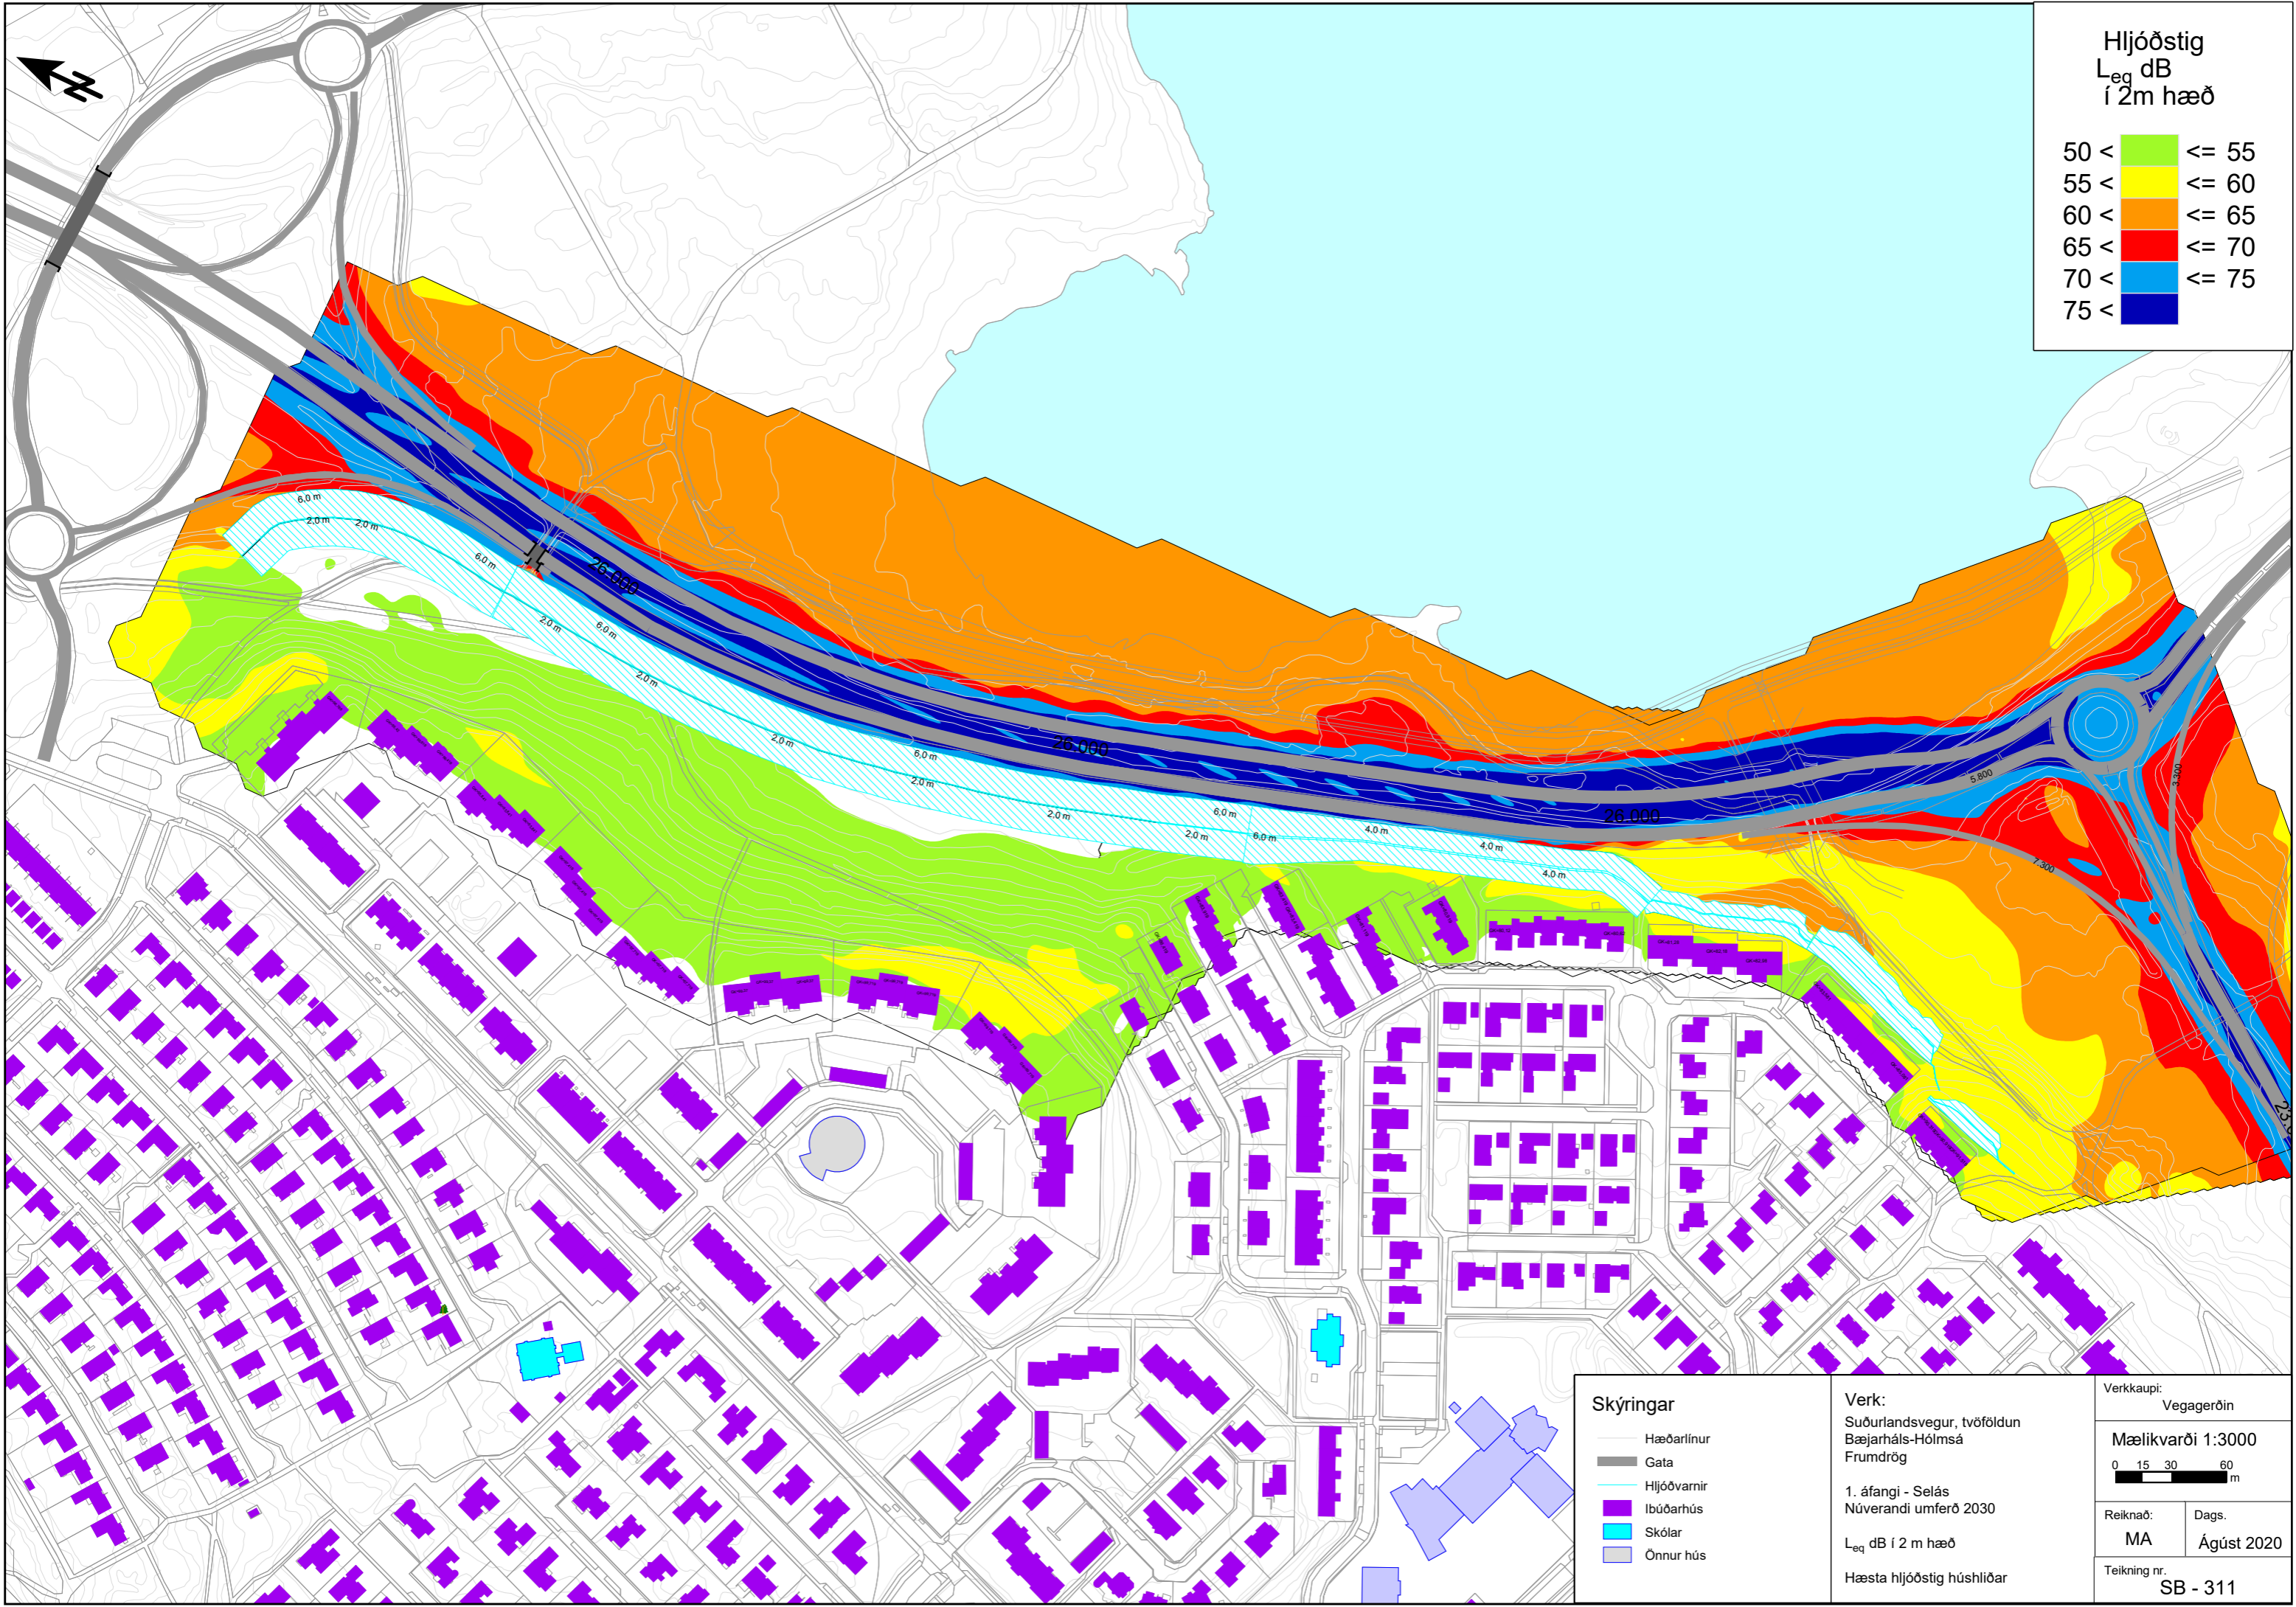 Hljóðstig
Leq dB
í 2m hæð
50 < <= 55
55 < <= 60
60 < <= 65
65 < <= 70
70 < <= 75
75 <
N
6,0 m
2,0 m
2,0 m
6,0 m
26.000
2,0 m
6,0 m
2,0 m
2,0 m
6,0 m
26.000
2,0 m
2,0 m
6,0 m
2,0 m
6,0 m
4,0 m
4,0 m
4,0 m
26.000
5.800
3.300
7.300
Skýringar
Hæðarlínur
Gata
Hljóðvarnir
Ibúðarhús
Skólar
Önnur hús
Verk:
Suðurlandsvegur, tvöföldun
Bæjarháls-Hólmsá
Frumdrög
1. áfangi - Selás
Núverandi umferð 2030
Leq dB í 2 m hæð
Hæsta hljóðstig húshliðar
Verkkaupi:
Vegagerðin
Mælikvarði 1:3000
0 15 30 60
m
Reiknað:
MA
Dags.
Ágúst 2020
Teikning nr.
SB - 311